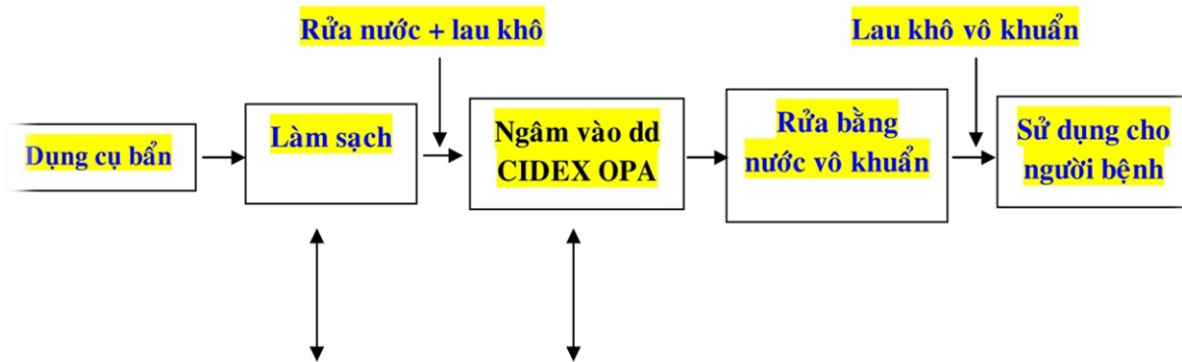 Rửa nước + lau khô
Lau khô vô khuẩn
Dụng cụ bẩn
Làm sạch
Ngâm vào dd
CIDEX OPA
Rửa bằng
nước vô khuẩn
Sử dụng cho
người bệnh